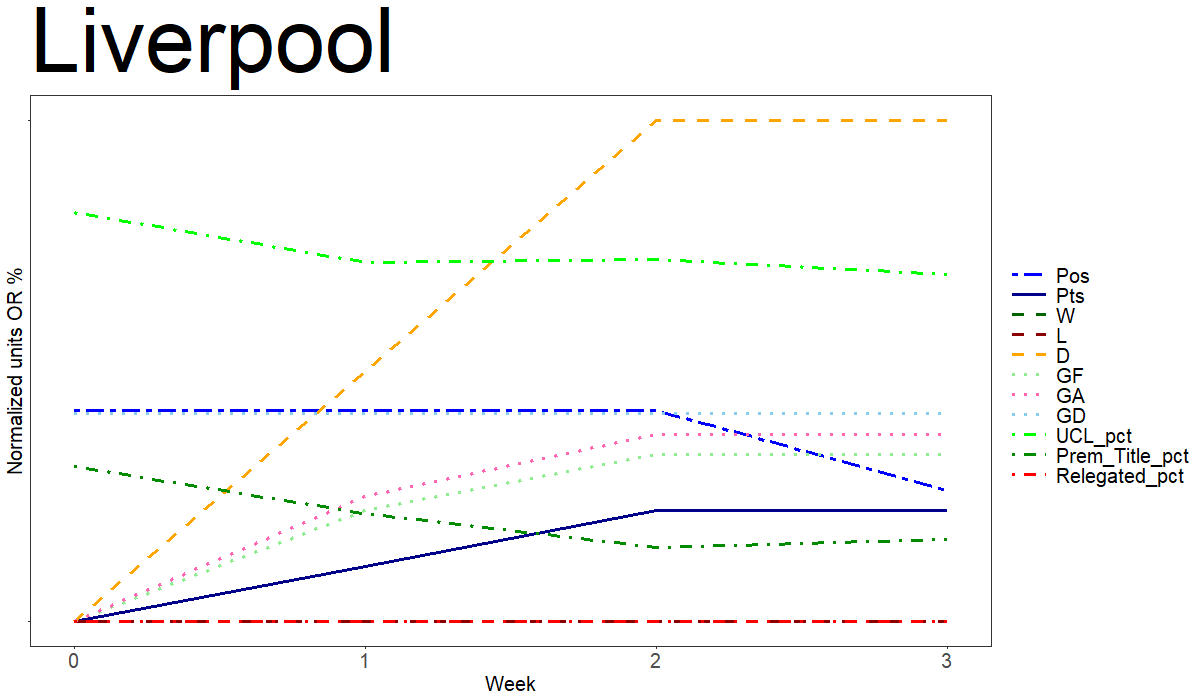 Liverpool
Normalized units OR %
0 1 2 3
Week
Pos
Pts
W
L
D
GF
GA
GD
UCL_pct
Prem_Title_pct
Relegated_pct